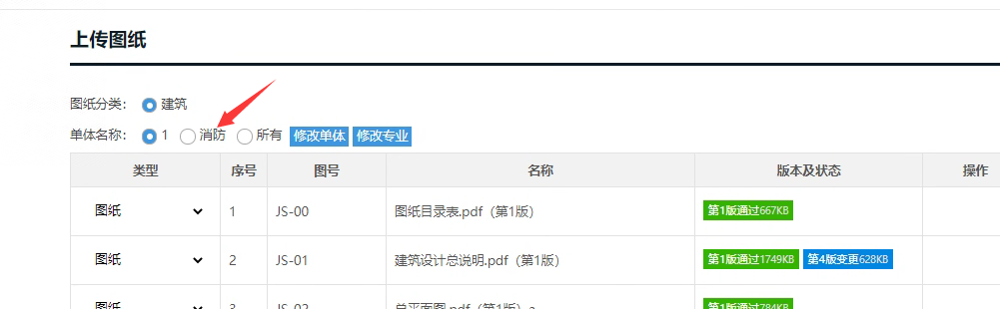 上传图纸
图纸分类： 建筑
单体名称： 1 消防 所有 修改单体 修改专业
类型 序号 图号 名称 版本及状态 操作
图纸 1 JS-00 图纸目录表.pdf（第1版） 第1版通过667KB
图纸 2 JS-01 建筑设计总说明.pdf（第1版） 第1版通过1749KB 第4版变更628KB
图纸 3 JS-02 总平面图.pdf（第1版） 第1版通过784KB